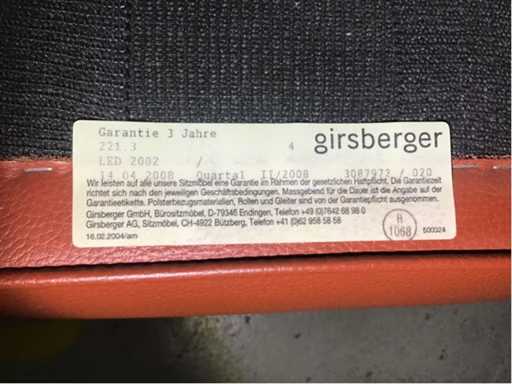 Garantie 3 Jahre
221.3 4 girsberger
LED 2002 /
14 04 2008 Quartal II/2008 3087973 / 020
Wir leisten auf alle unsere Sitzmöbel eine Garantie im Rahmen der gesetzlichen Haftpflicht. Die Garantiezeit
richtet sich nach den jeweiligen Geschäftsbedingungen. Massgebend für die Dauer ist die Angabe auf der
Garantieetikette. Polsterbezugsmaterialien, Rollen und Gleiter sind von der Garantiepflicht ausgenommen.
Girsberger GmbH, Bürositzmöbel, D-79346 Endingen, Telefon +49 (0)7642 68 98 0
Girsberger AG, Sitzmöbel, CH-4922 Bützberg, Telefon +41 (0)62 958 58 58
16.02.2004/am
R
1068
500024